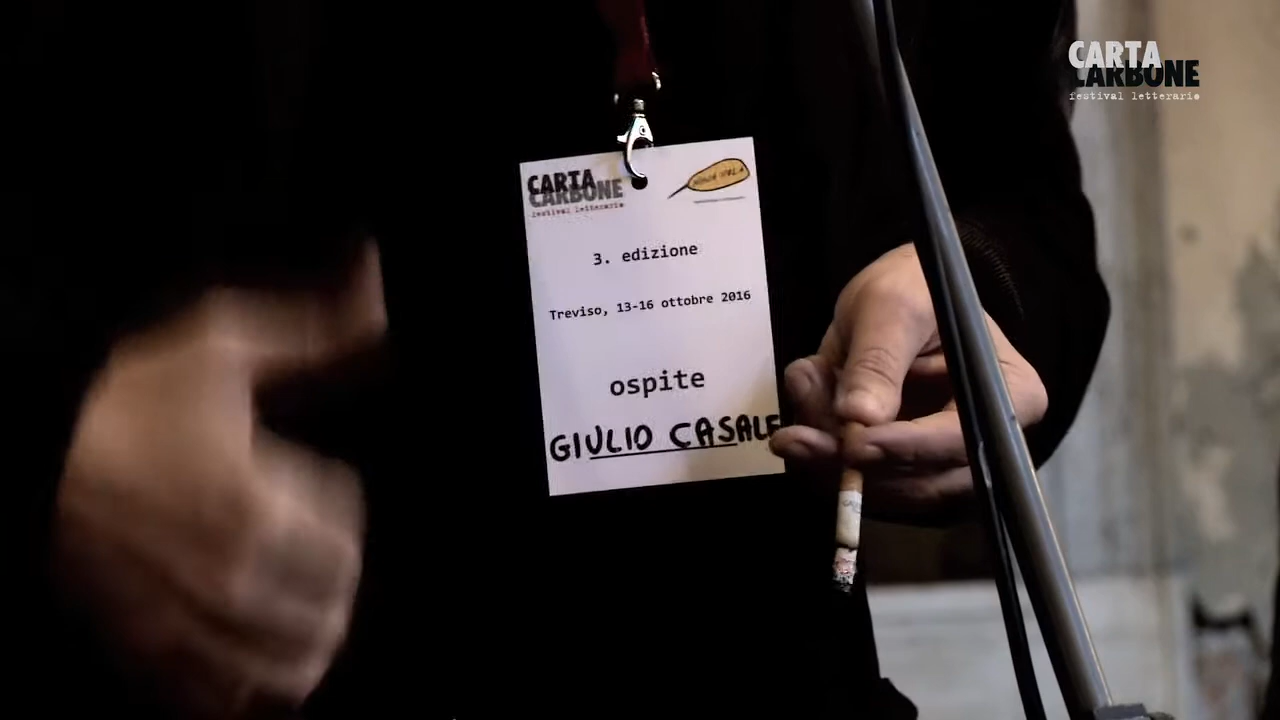 CARTA
CARBONE
festival letterario
CARTA
CARBONE
festival letterario
3. edizione
Treviso, 13-16 ottobre 2016
ospite
GIULIO CASALE